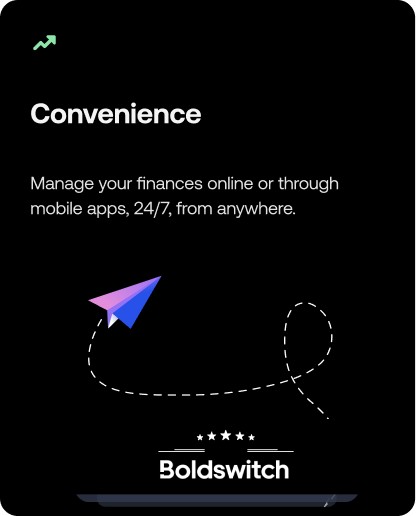 Convenience
Manage your finances online or through
mobile apps, 24/7, from anywhere.
Boldswitch